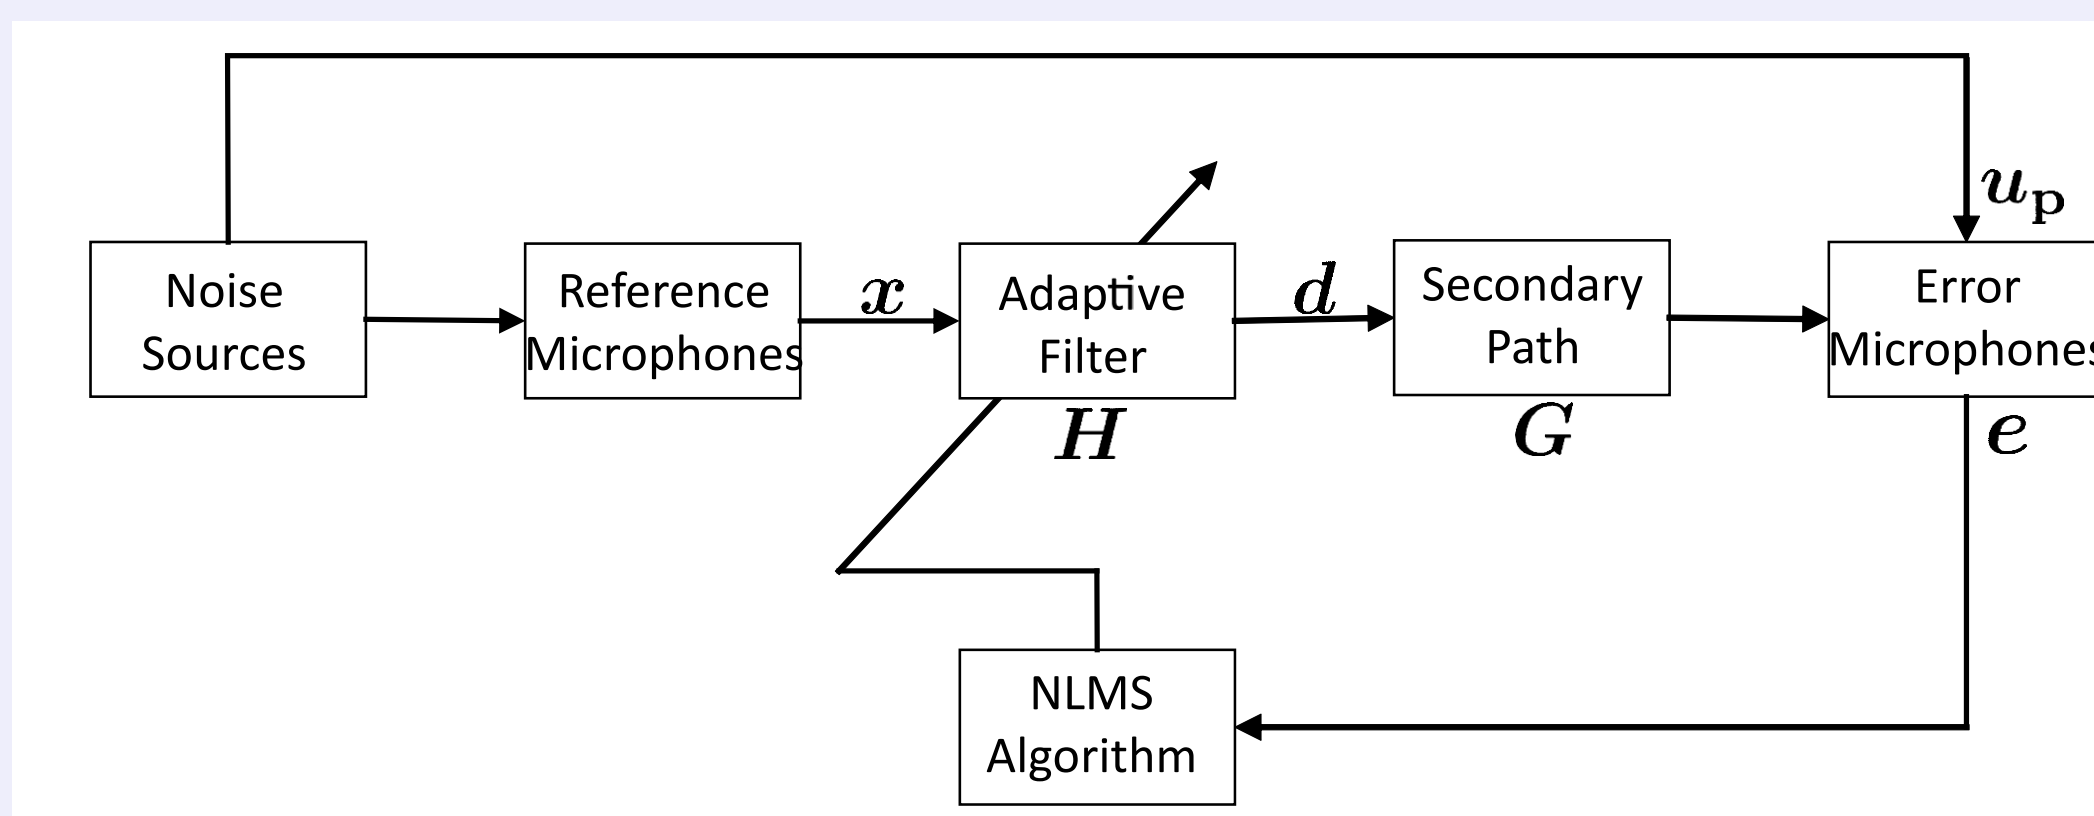 u_p
Noise
Sources
Reference
Microphones
x
Adaptive
Filter
H
d
Secondary
Path
G
Error
Microphones
e
NLMS
Algorithm